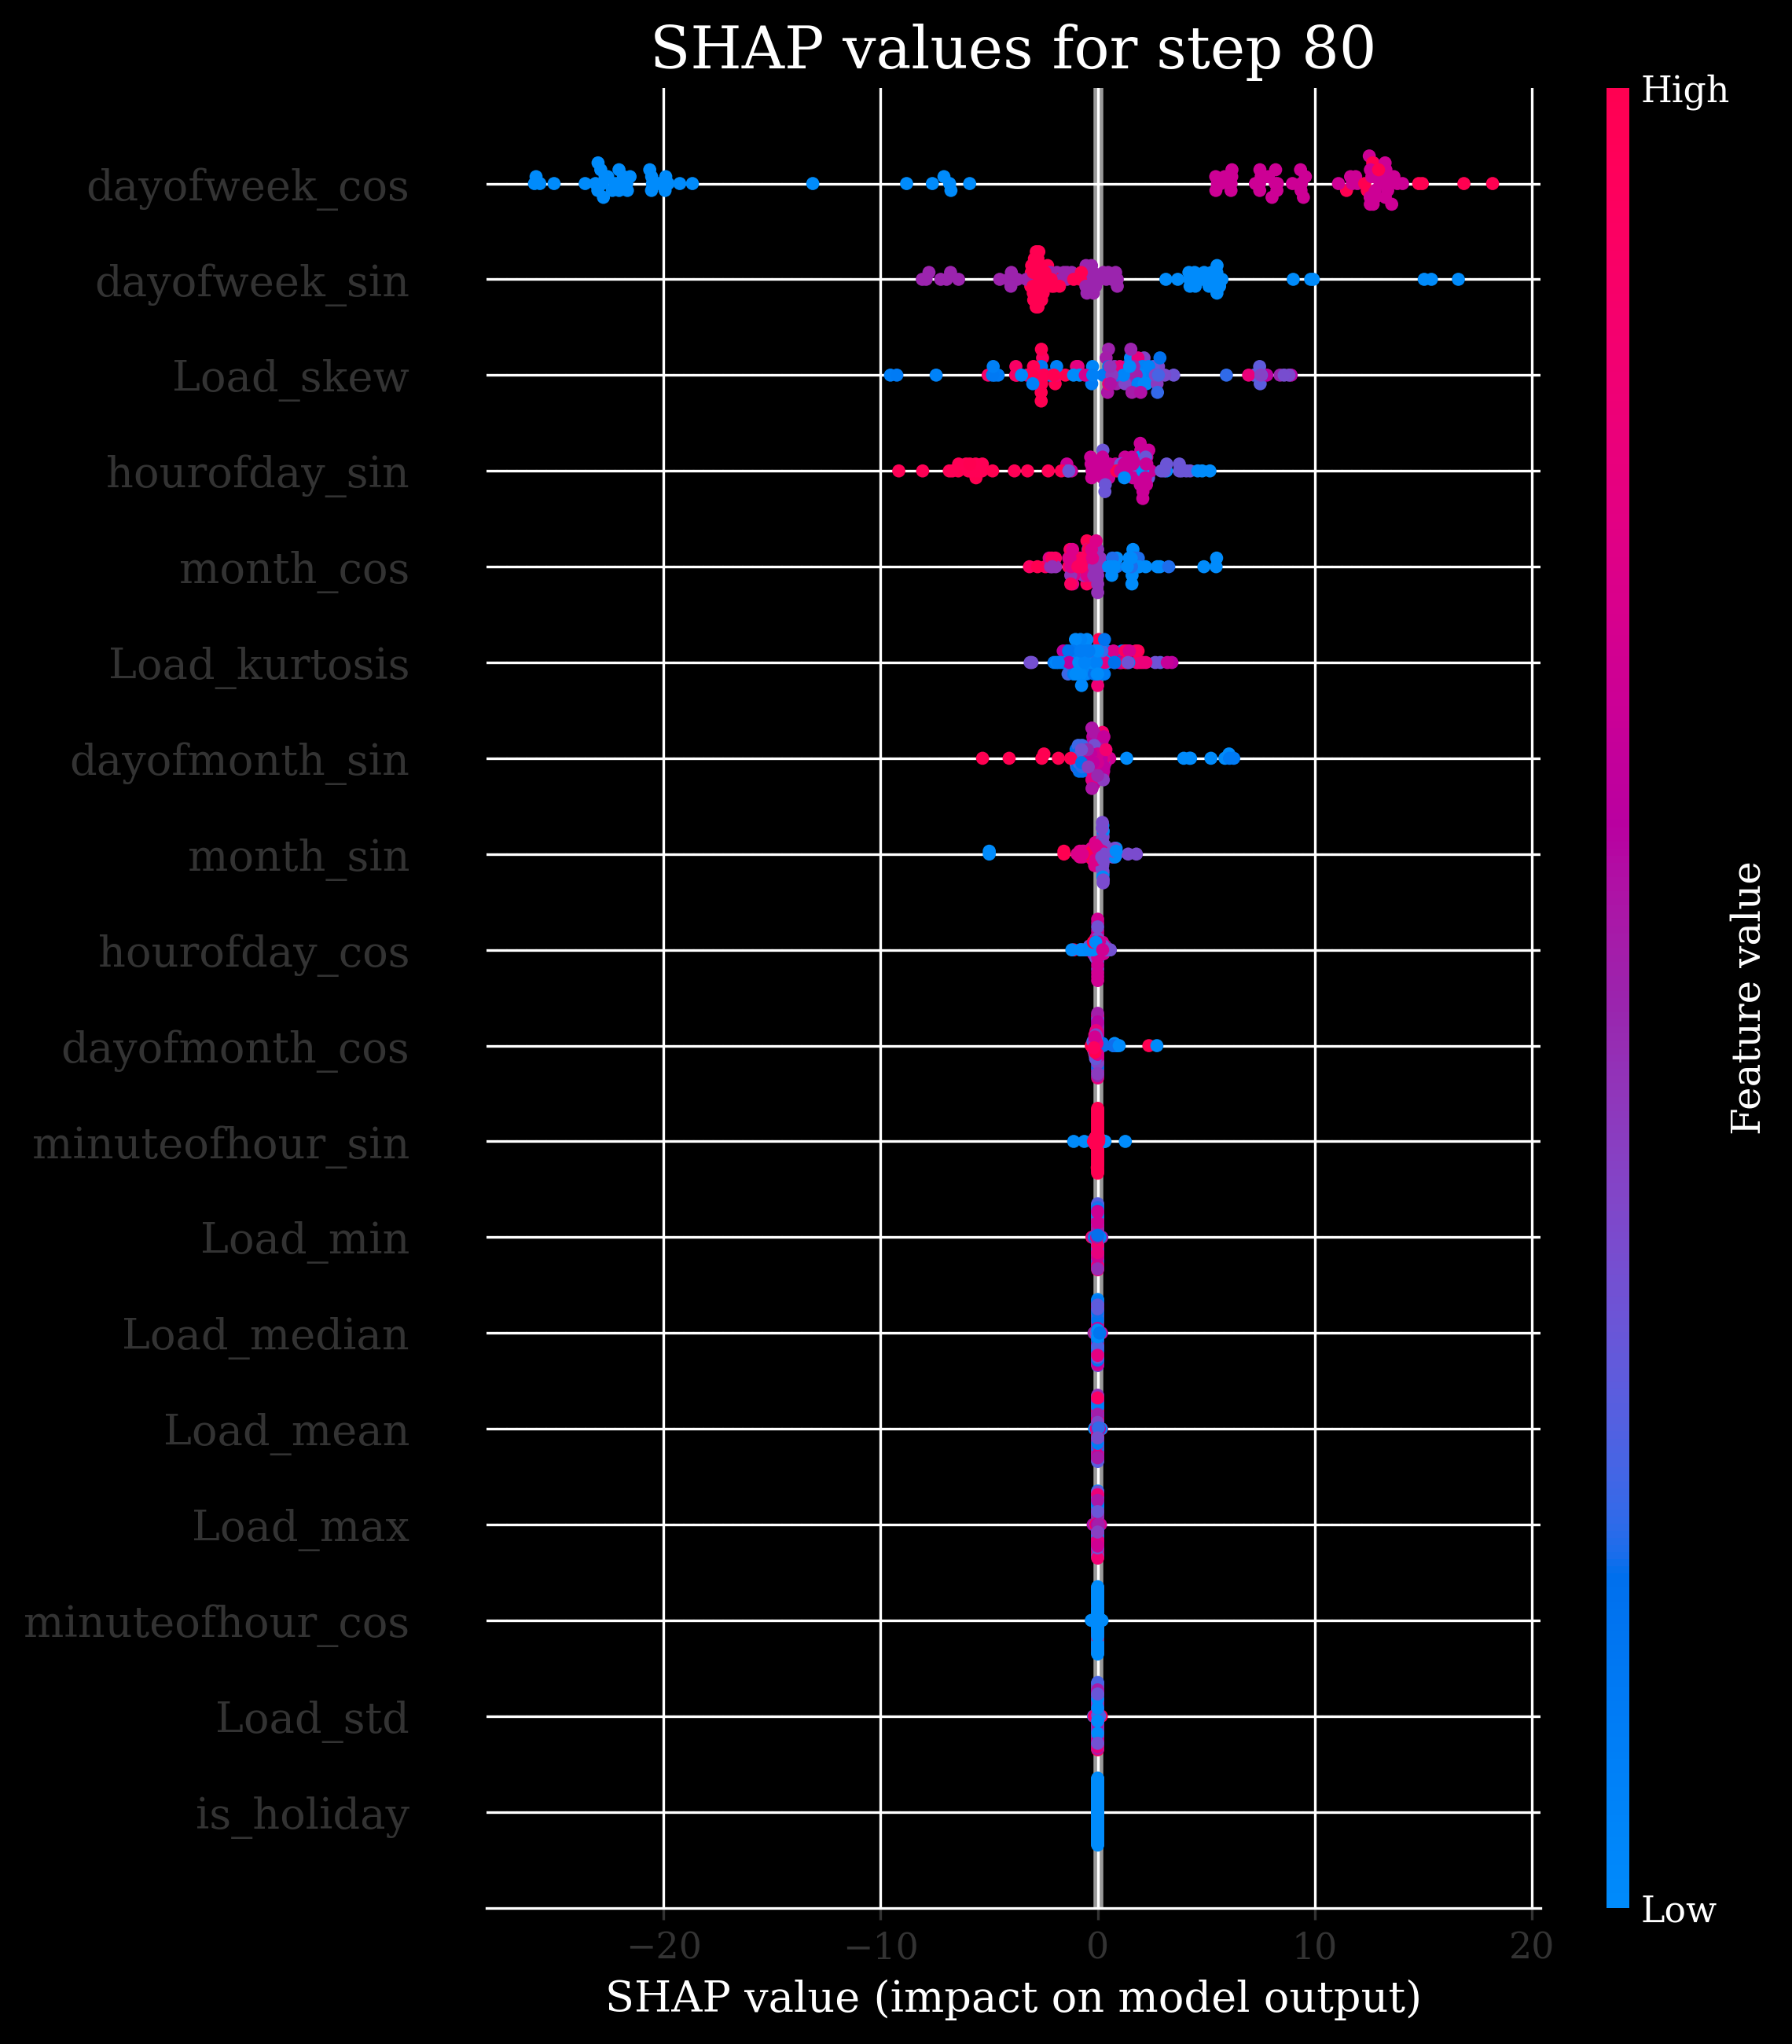 SHAP values for step 80
High
dayofweek_cos
dayofweek_sin
Load_skew
hourofday_sin
month_cos
Load_kurtosis
dayofmonth_sin
month_sin
hourofday_cos
dayofmonth_cos
minuteofhour_sin
Load_min
Load_median
Load_mean
Load_max
minuteofhour_cos
Load_std
is_holiday
Feature value
Low
−20 −10 0 10 20
SHAP value (impact on model output)